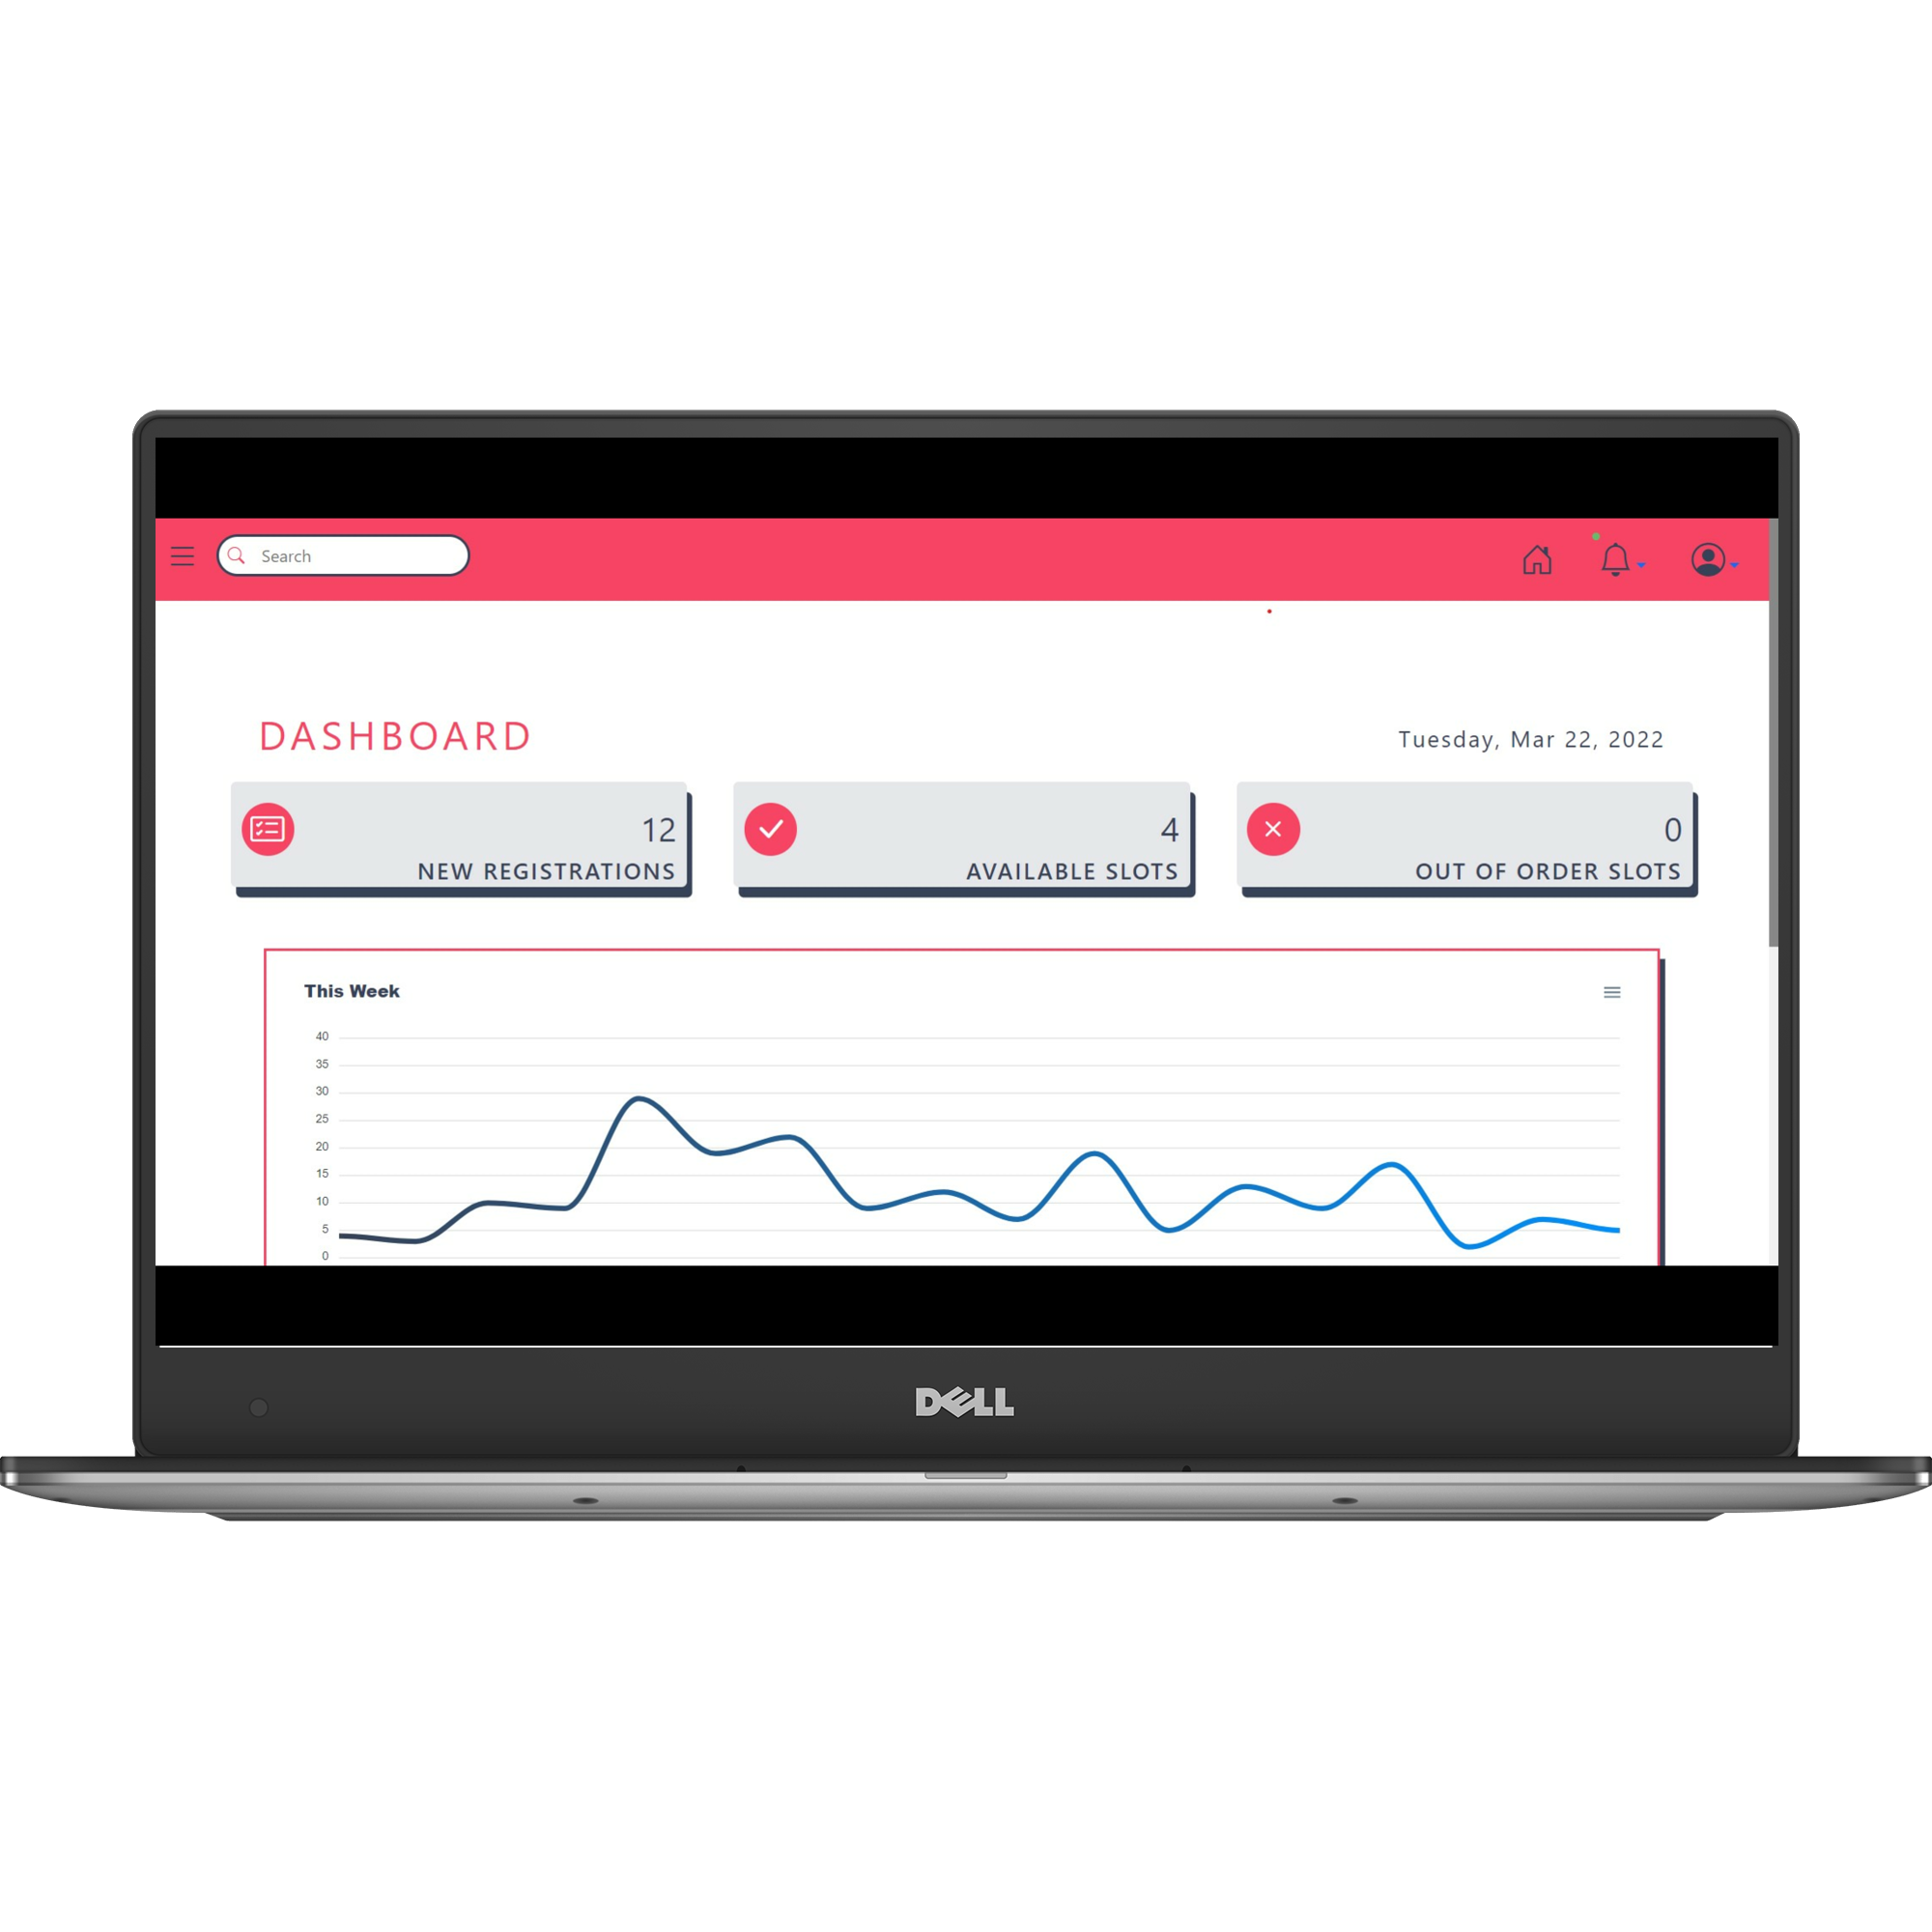 Search
DASHBOARD
Tuesday, Mar 22, 2022
12
NEW REGISTRATIONS
4
AVAILABLE SLOTS
0
OUT OF ORDER SLOTS
This Week
40
35
30
25
20
15
10
5
0
DELL